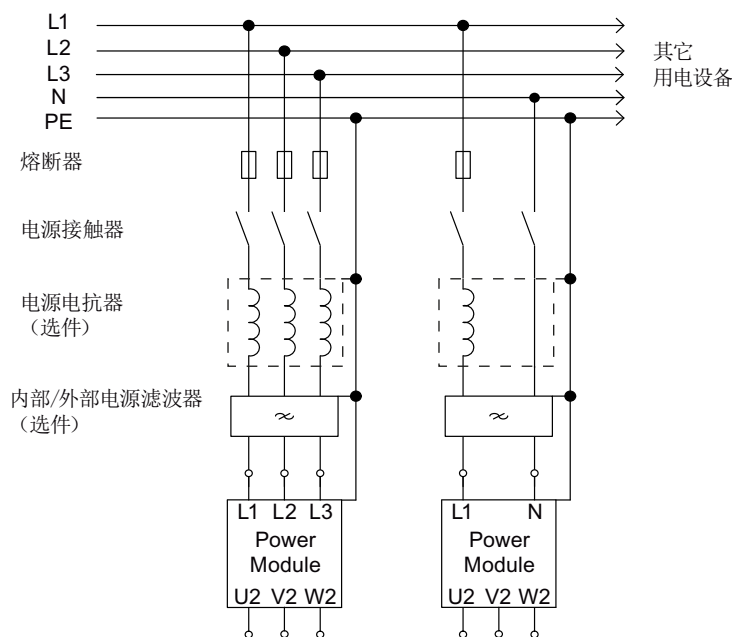 L1
L2
L3
N
PE
其它
用电设备
熔断器
电源接触器
电源电抗器
（选件）
内部/外部电源滤波器
（选件）
L1 L2 L3
Power
Module
U2 V2 W2
L1 N
Power
Module
U2 V2 W2